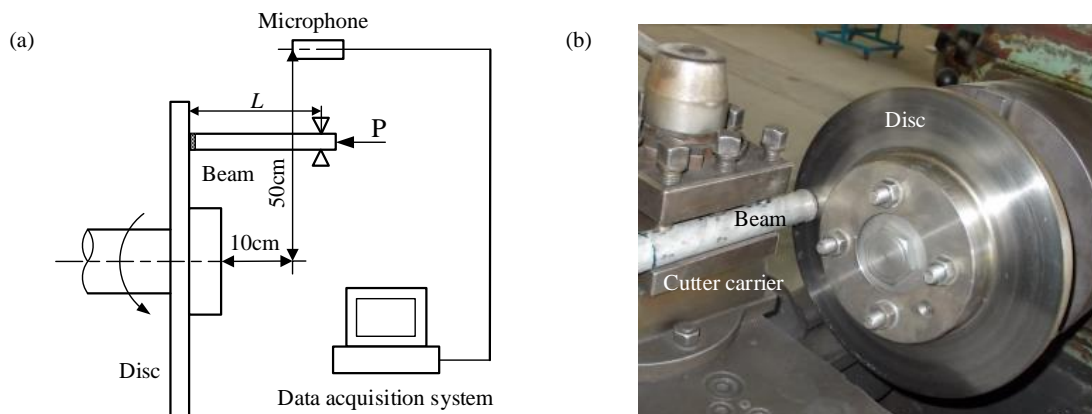 (a)
Microphone
L
P
Beam
50cm
10cm
Disc
Data acquisition system
(b)
Disc
Beam
Cutter carrier